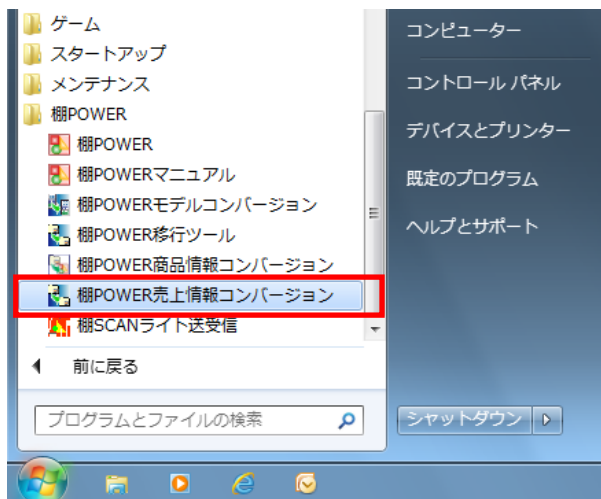 ゲーム
スタートアップ
メンテナンス
棚POWER
棚POWER
棚POWERマニュアル
棚POWERモデルコンバージョン
棚POWER移行ツール
棚POWER商品情報コンバージョン
棚POWER売上情報コンバージョン
棚SCANライト送受信
前に戻る
プログラムとファイルの検索
コンピューター
コントロール パネル
デバイスとプリンター
既定のプログラム
ヘルプとサポート
シャットダウン